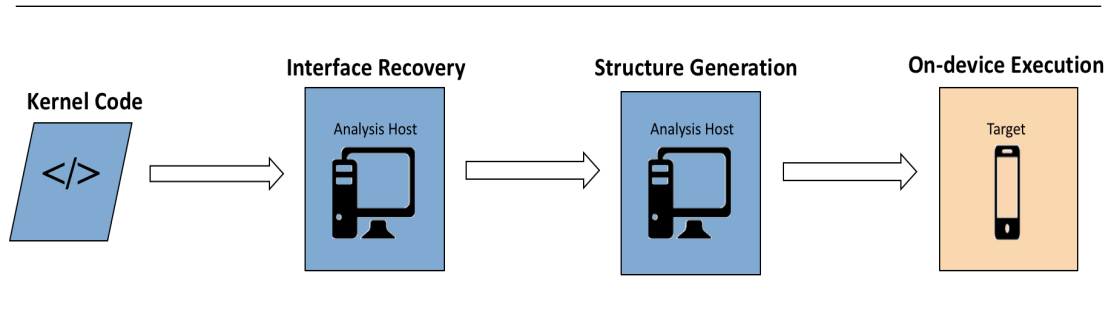 Kernel Code
</>
Interface Recovery
Analysis Host
Structure Generation
Analysis Host
On-device Execution
Target